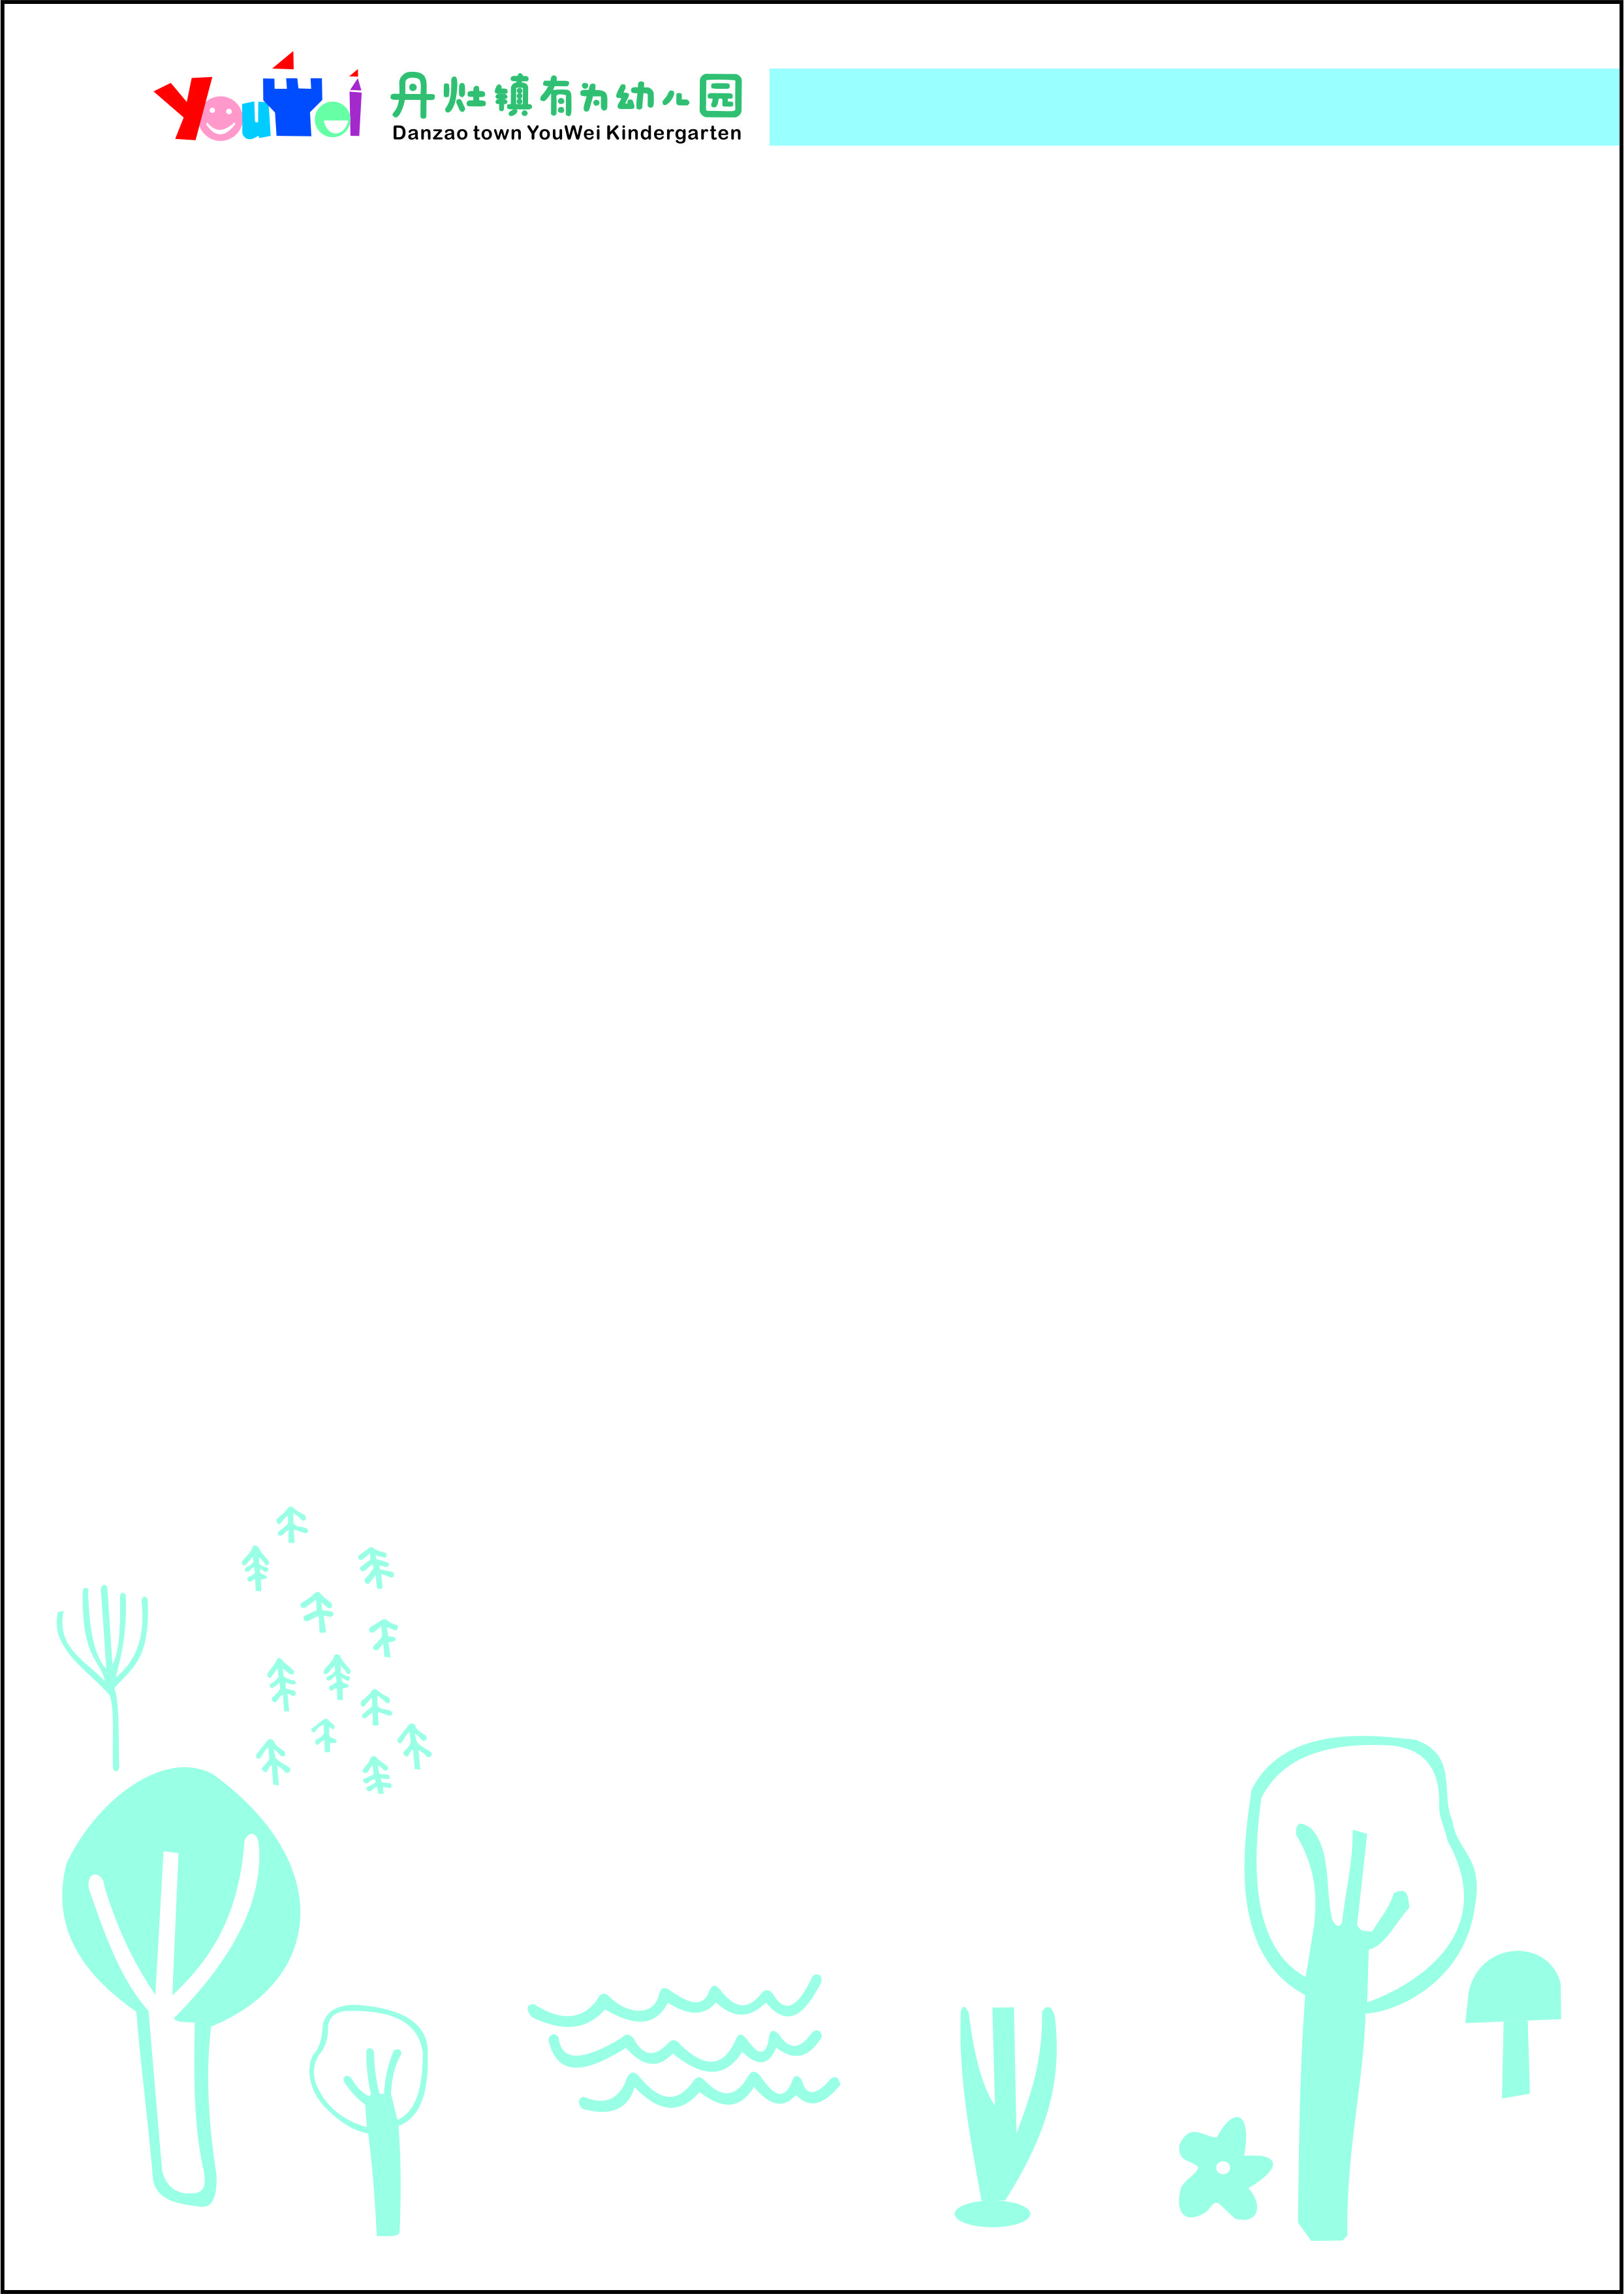 YouWei
丹灶镇有为幼儿园
Danzao town YouWei Kindergarten